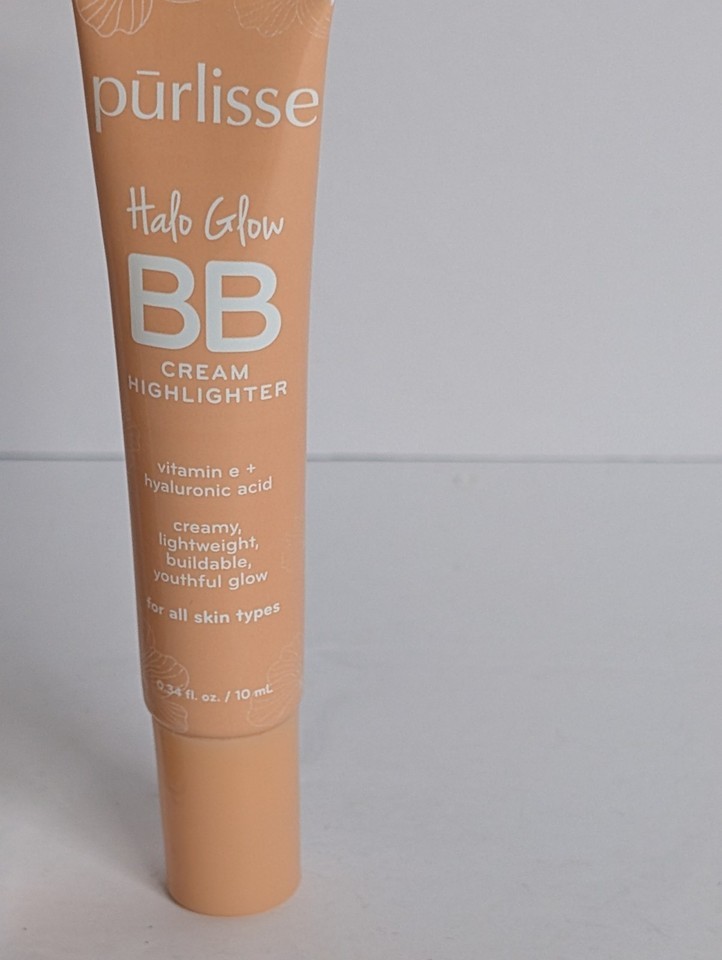 pūrlisse
Halo Glow
BB
CREAM
HIGHLIGHTER
vitamin e +
hyaluronic acid
creamy,
lightweight,
buildable,
youthful glow
for all skin types
0.34 fl. oz. / 10 mL